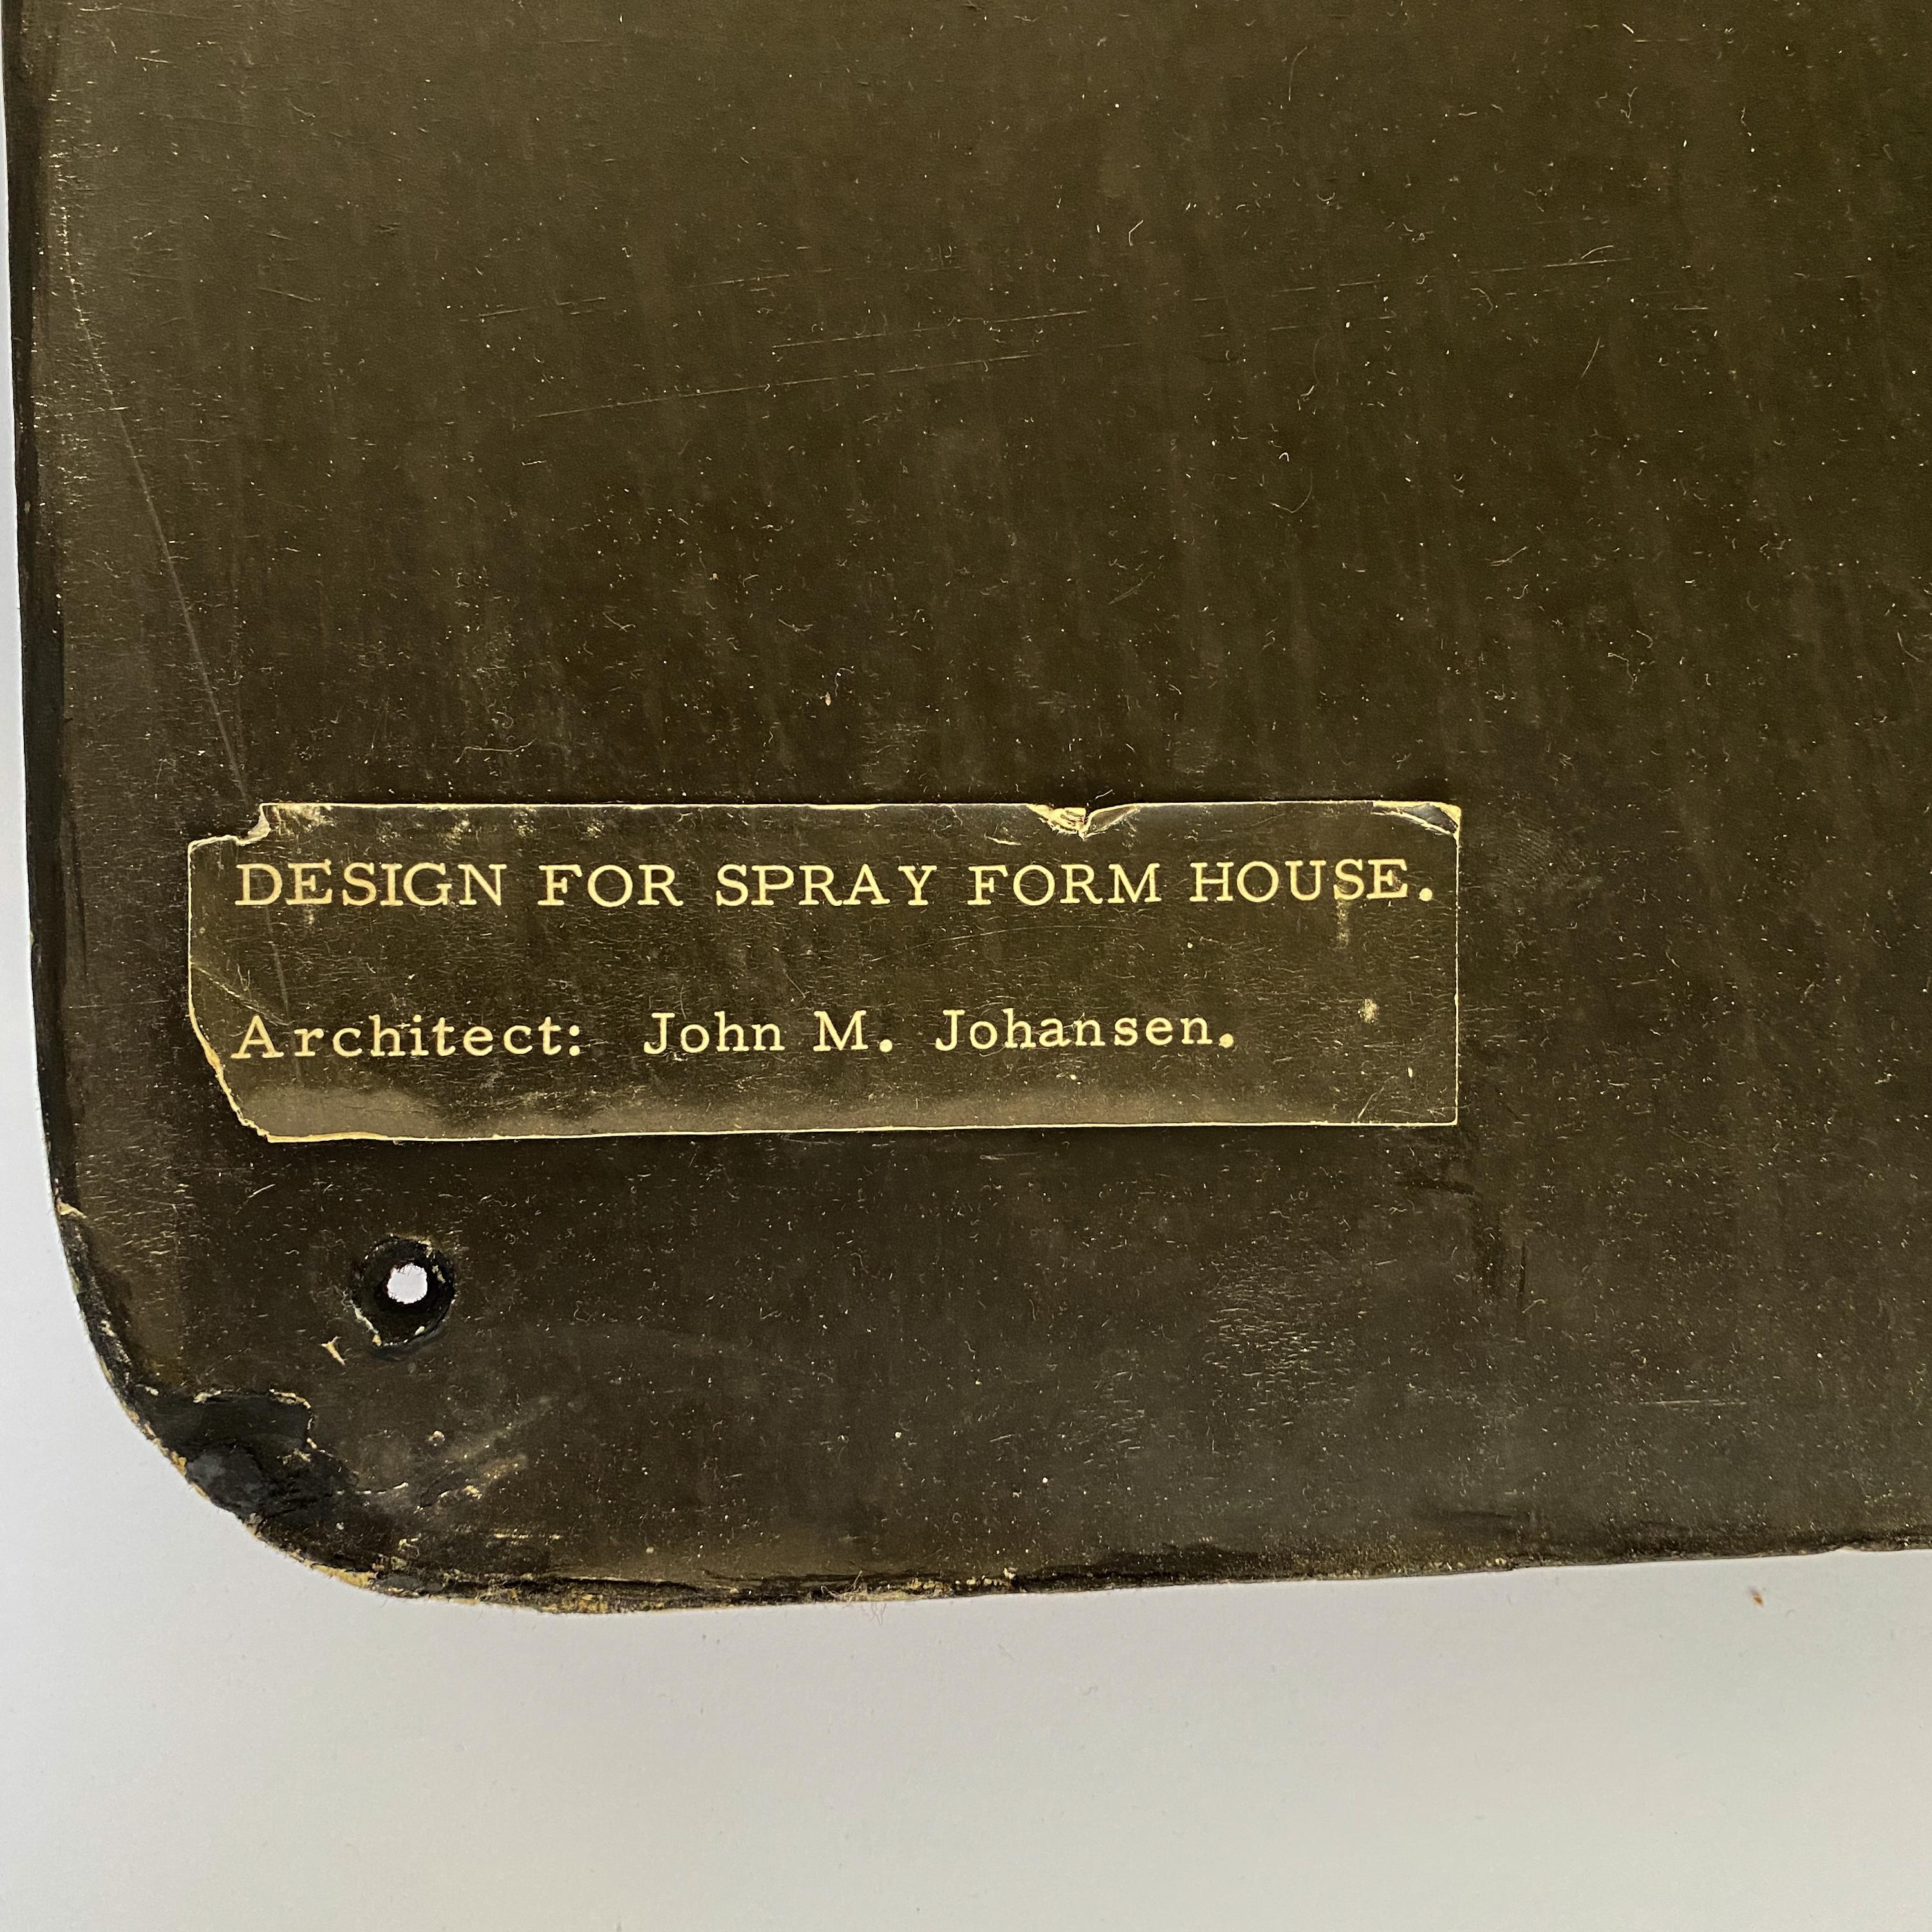 DESIGN FOR SPRAY FORM HOUSE.
Architect: John M. Johansen.